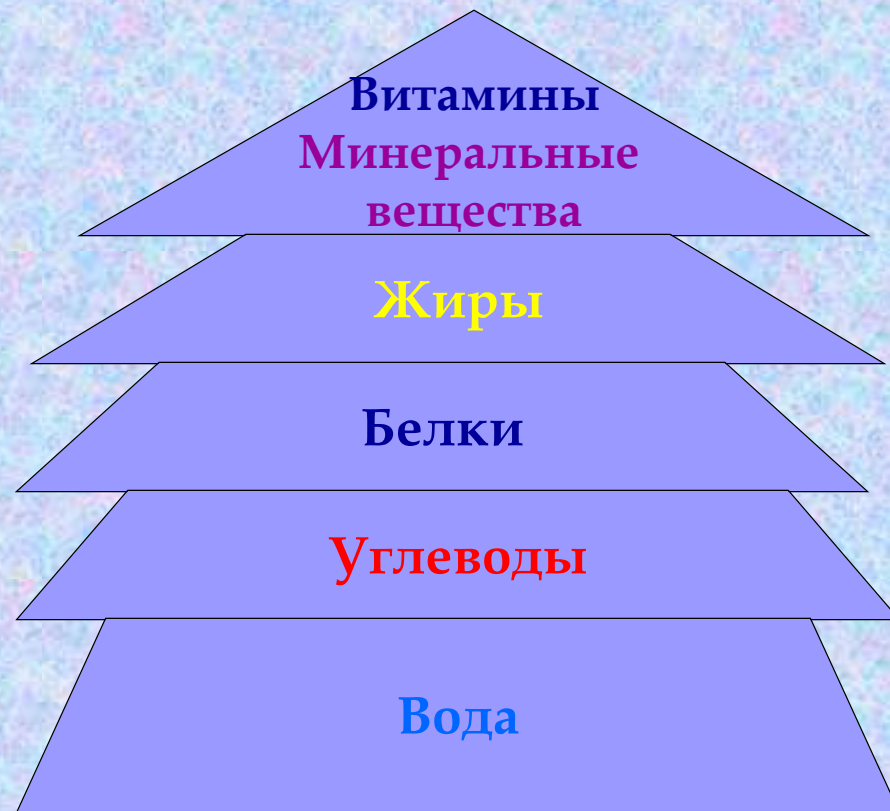 Витамины
Минеральные
вещества
Жиры
Белки
Углеводы
Вода